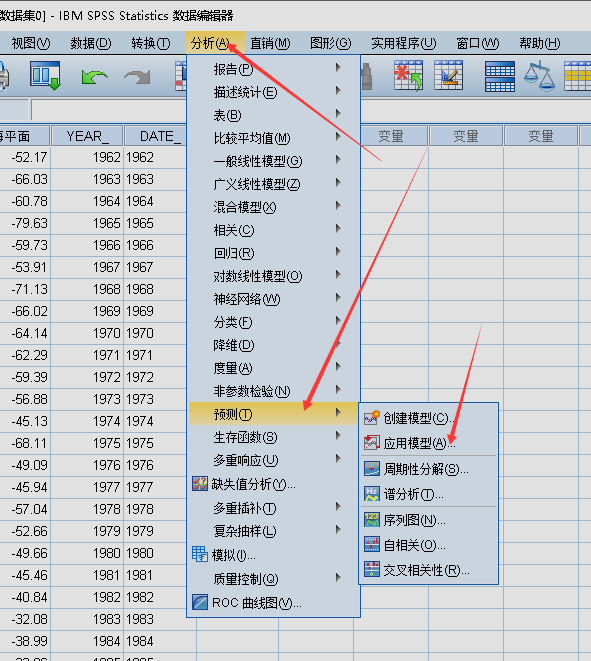 数据集0] - IBM SPSS Statistics 数据编辑器
视图(V) 数据(D) 转换(T) 分析(A) 直销(M) 图形(G) 实用程序(U) 窗口(W) 帮助(H)
报告(P)
描述统计(E)
表(B)
比较平均值(M)
一般线性模型(G)
广义线性模型(Z)
混合模型(X)
相关(C)
回归(R)
对数线性模型(O)
神经网络(W)
分类(F)
降维(D)
度量(A)
非参数检验(N)
预测(T)
生存函数(S)
多重响应(U)
缺失值分析(Y)...
多重插补(T)
复杂抽样(L)
模拟(I)...
质量控制(Q)
ROC 曲线图(V)...
创建模型(C)...
应用模型(A)...
周期性分解(S)...
谱分析(T)...
序列图(N)...
自相关(O)...
交叉相关性(R)...
海平面 YEAR_ DATE_ 变量 变量 变量
-52.17 1962 1962
-66.03 1963 1963
-60.78 1964 1964
-79.63 1965 1965
-59.73 1966 1966
-53.91 1967 1967
-71.13 1968 1968
-66.02 1969 1969
-64.14 1970 1970
-62.29 1971 1971
-59.39 1972 1972
-56.88 1973 1973
-45.13 1974 1974
-68.11 1975 1975
-49.09 1976 1976
-45.94 1977 1977
-57.04 1978 1978
-52.66 1979 1979
-49.66 1980 1980
-45.46 1981 1981
-40.84 1982 1982
-32.08 1983 1983
-38.99 1984 1984